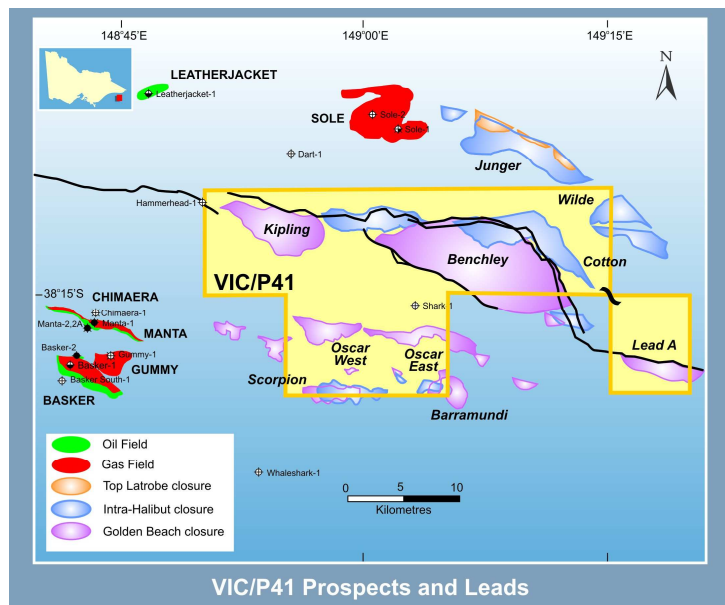 148°45'E
149°00'E
149°15'E
N
LEATHERJACKET
Leatherjacket-1
SOLE
Sole-2
Sole-1
Dart-1
Junger
Hammerhead-1
Wilde
Kipling
Benchley
Cotton
VIC/P41
38°15'S
CHIMAERA
Chimaera-1
Manta-2,2A
Manta-1
MANTA
Shark-1
Basker-2
Gummy-1
Basker-1
GUMMY
Basker South-1
BASKER
Oscar
West
Oscar
East
Lead A
Scorpion
Barramundi
Whaleshark-1
Oil Field
Gas Field
Top Latrobe closure
Intra-Halibut closure
Golden Beach closure
0 5 10
Kilometres
VIC/P41 Prospects and Leads